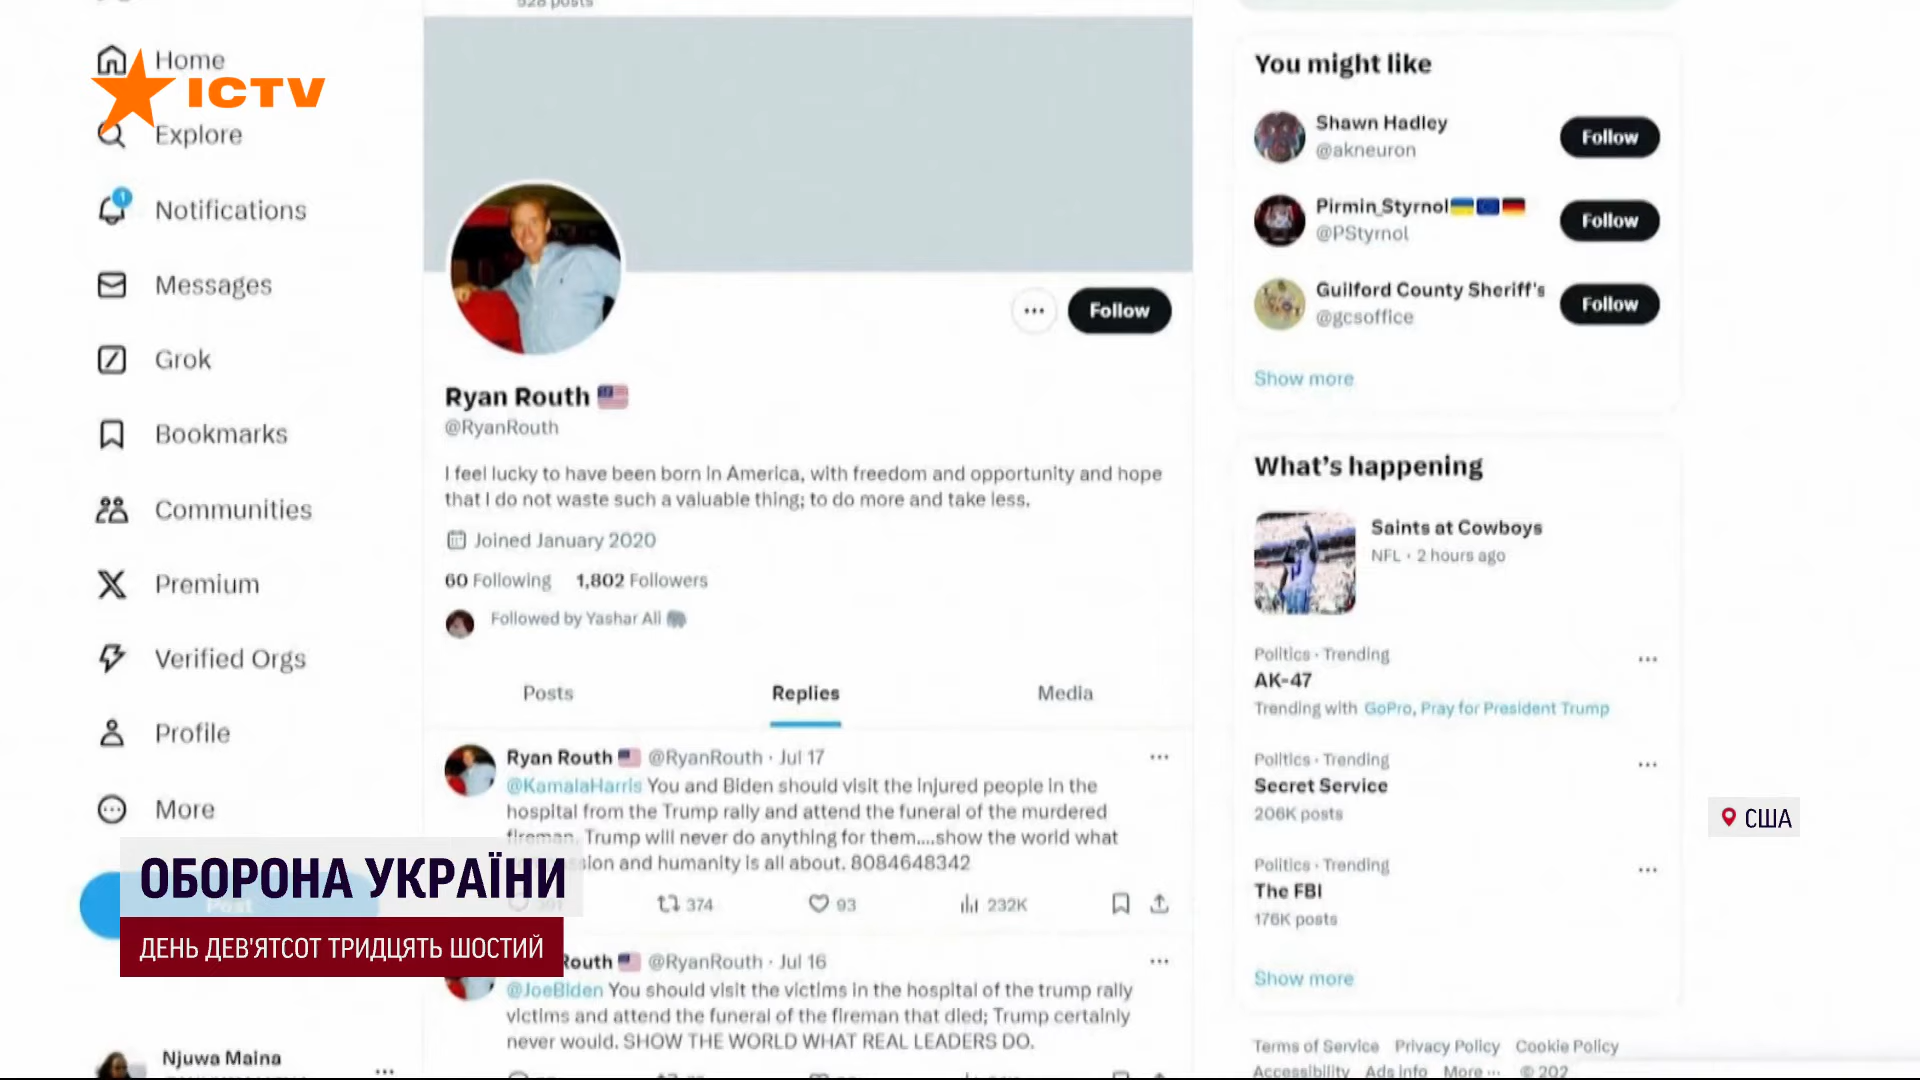 528 posts
Home
ICTV
Explore
1
Notifications
Messages
Grok
Bookmarks
Communities
Premium
Verified Orgs
Profile
More
Post
Njuwa Maina
Follow
Ryan Routh
@RyanRouth
I feel lucky to have been born in America, with freedom and opportunity and hope
that I do not waste such a valuable thing; to do more and take less.
Joined January 2020
60 Following 1,802 Followers
Followed by Yashar Ali
Posts Replies Media
Ryan Routh @RyanRouth · Jul 17
@KamalaHarris You and Biden should visit the injured people in the
hospital from the Trump rally and attend the funeral of the murdered
fireman. Trump will never do anything for them....show the world what
and humanity is all about. 8084648342
374 93 232K
Routh @RyanRouth · Jul 16
@JoeBiden You should visit the victims in the hospital of the trump rally
victims and attend the funeral of the fireman that died; Trump certainly
never would. SHOW THE WORLD WHAT REAL LEADERS DO.
You might like
Shawn Hadley
@akneuron
Follow
Pirmin_Styrnol
@PStyrnol
Follow
Guilford County Sheriff's
@gcsoffice
Follow
Show more
What's happening
Saints at Cowboys
NFL · 2 hours ago
Politics · Trending
AK-47
Trending with GoPro, Pray for President Trump
Politics · Trending
Secret Service
206K posts
Politics · Trending
The FBI
176K posts
Show more
Terms of Service Privacy Policy Cookie Policy
Accessibility Ads info More ··· © 202
США
ОБОРОНА УКРАЇНИ
ДЕНЬ ДЕВ'ЯТСОТ ТРИДЦЯТЬ ШОСТИЙ